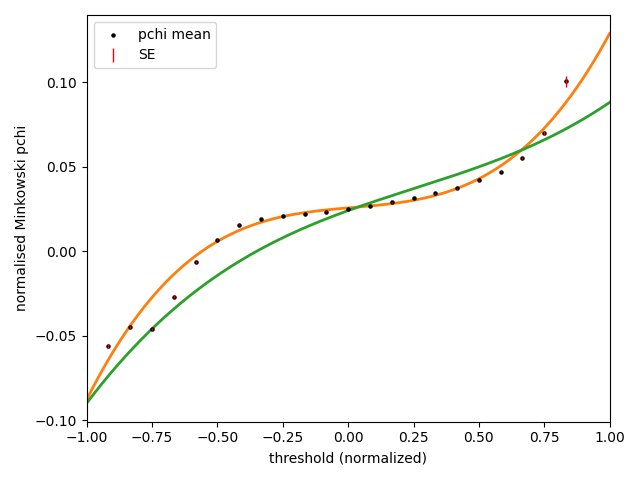 pchi mean
SE
normalised Minkowski pchi
0.10
0.05
0.00
−0.05
−0.10
−1.00 −0.75 −0.50 −0.25 0.00 0.25 0.50 0.75 1.00
threshold (normalized)